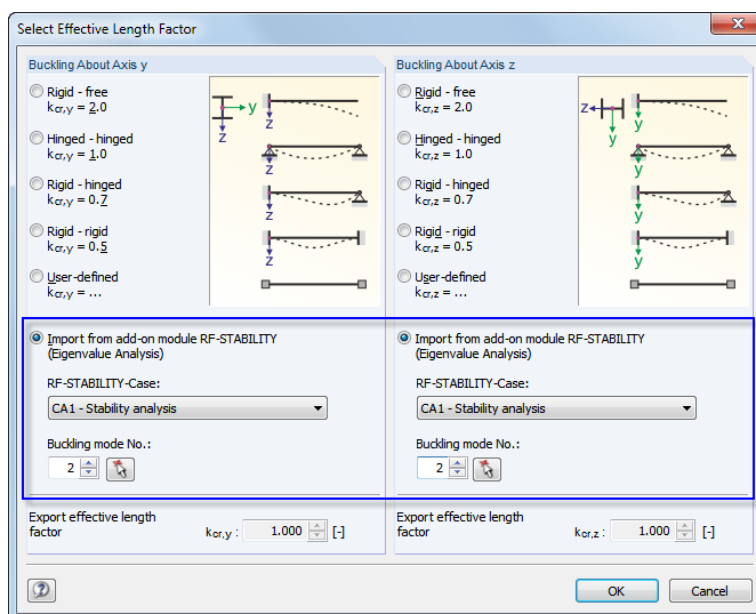 Select Effective Length Factor
Buckling About Axis y
Rigid - free
kcr,y = 2.0
Hinged - hinged
kcr,y = 1.0
Rigid - hinged
kcr,y = 0.7
Rigid - rigid
kcr,y = 0.5
User-defined
kcr,y = ...
y
z
z
z
z
z
Import from add-on module RF-STABILITY
(Eigenvalue Analysis)
RF-STABILITY-Case:
CA1 - Stability analysis
Buckling mode No.:
2
Export effective length
factor
kcr,y : 1.000 [-]
Buckling About Axis z
Rigid - free
kcr,z = 2.0
Hinged - hinged
kcr,z = 1.0
Rigid - hinged
kcr,z = 0.7
Rigid - rigid
kcr,z = 0.5
User-defined
kcr,z = ...
z
y
y
y
y
y
Import from add-on module RF-STABILITY
(Eigenvalue Analysis)
RF-STABILITY-Case:
CA1 - Stability analysis
Buckling mode No.:
2
Export effective length
factor
kcr,z : 1.000 [-]
OK
Cancel